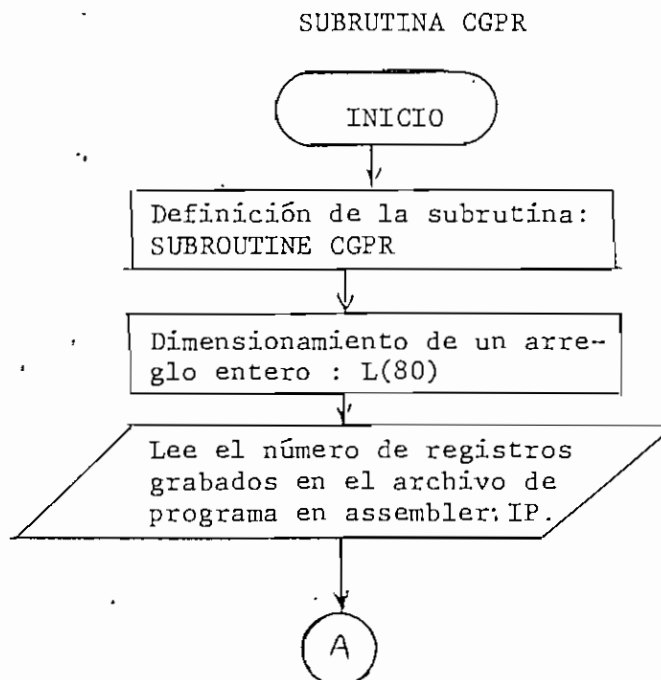 SUBRUTINA CGPR
INICIO
Definición de la subrutina:
SUBROUTINE CGPR
Dimensionamiento de un arre-
glo entero : L(80)
Lee el número de registros
grabados en el archivo de
programa en assembler: IP.
A